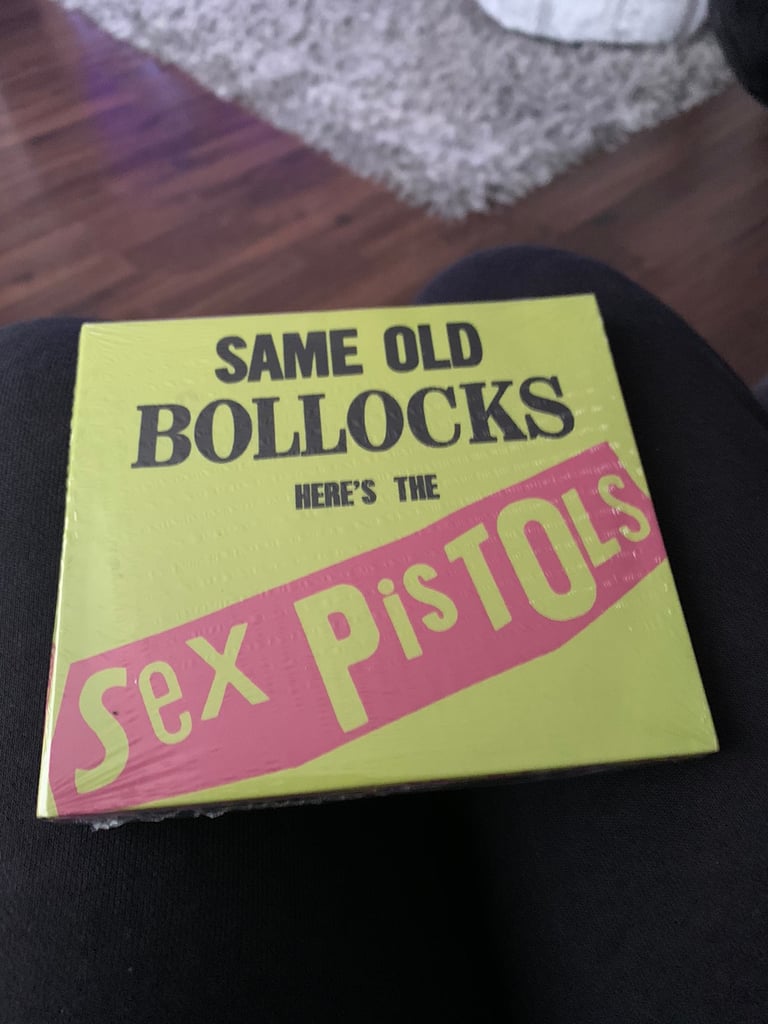 SAME OLD
BOLLOCKS
HERE'S THE
Sex PiSTOLS